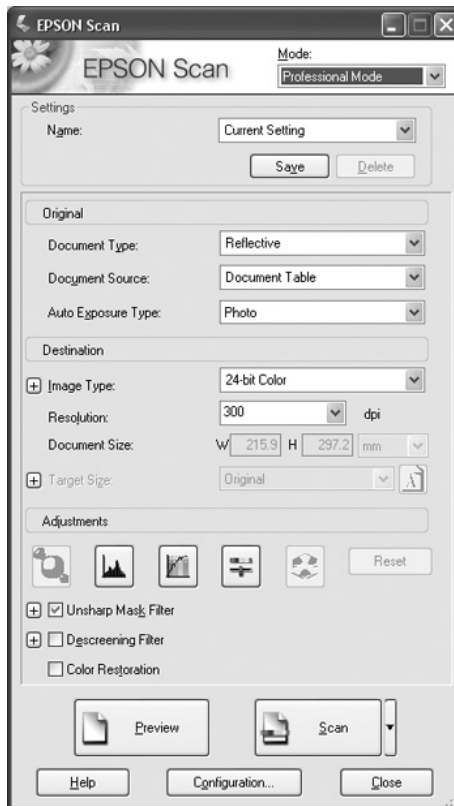 EPSON Scan
EPSON Scan
Mode:
Professional Mode
Settings
Name:
Current Setting
Save
Delete
Original
Document Type:
Reflective
Document Source:
Document Table
Auto Exposure Type:
Photo
Destination
Image Type:
24-bit Color
Resolution:
300
dpi
Document Size:
W 215.9 H 297.2 mm
Target Size:
Original
Adjustments
Reset
Unsharp Mask Filter
Descreening Filter
Color Restoration
Preview
Scan
Help
Configuration...
Close